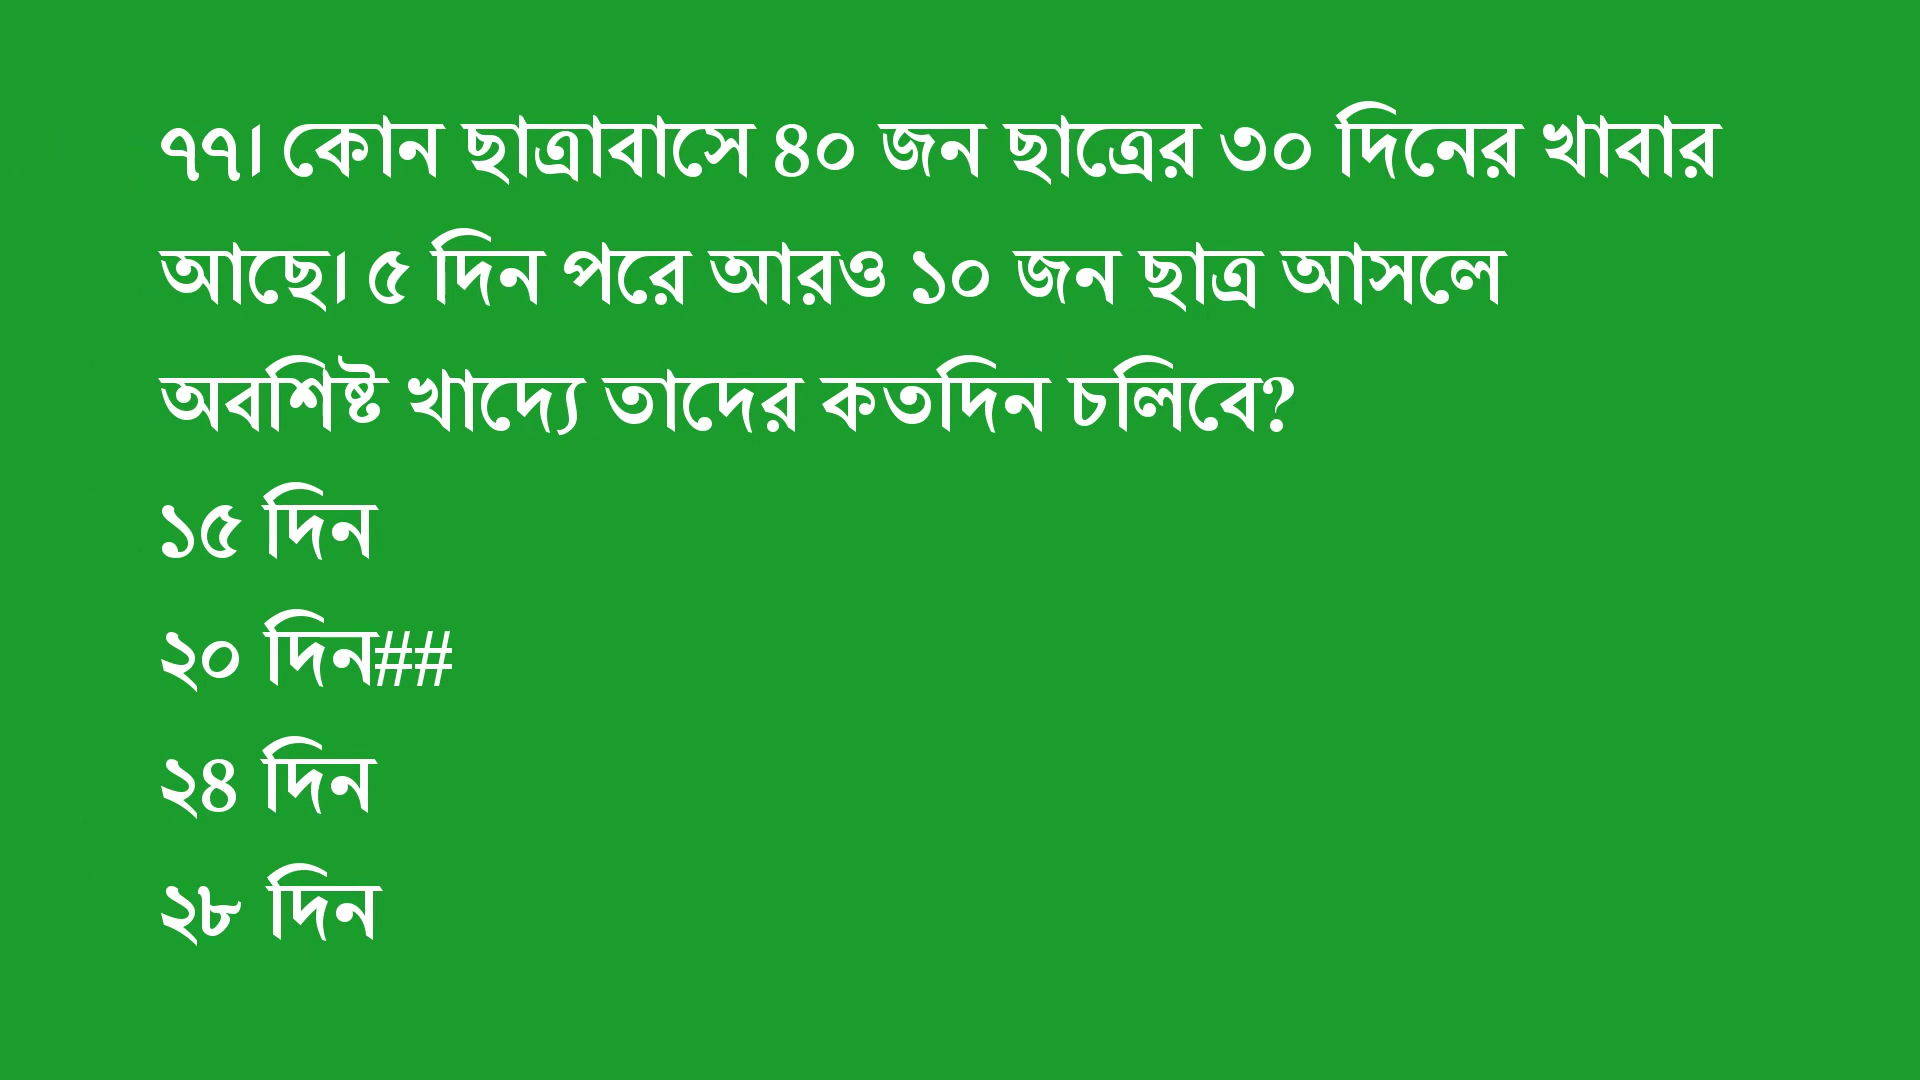 ৭৭। কোন ছাত্রাবাসে ৪০ জন ছাত্রের ৩০ দিনের খাবার
আছে। ৫ দিন পরে আরও ১০ জন ছাত্র আসলে
অবশিষ্ট খাদ্যে তাদের কতদিন চলিবে?
১৫ দিন
২০ দিন##
২৪ দিন
২৮ দিন